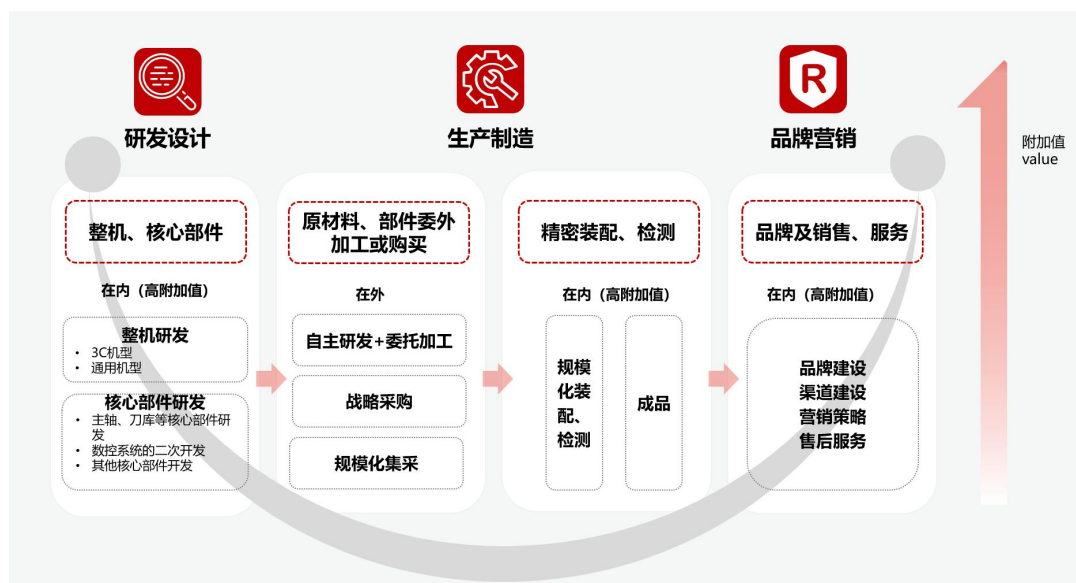 研发设计
生产制造
R
品牌营销
附加值
value
整机、核心部件
在内（高附加值）
整机研发
• 3C机型
• 通用机型
核心部件研发
• 主轴、刀库等核心部件研
发
• 数控系统的二次开发
• 其他核心部件开发
原材料、部件委外
加工或购买
在外
自主研发+委托加工
战略采购
规模化集采
精密装配、检测
在内（高附加值）
规模
化装
配、
检测
成品
品牌及销售、服务
在内（高附加值）
品牌建设
渠道建设
营销策略
售后服务